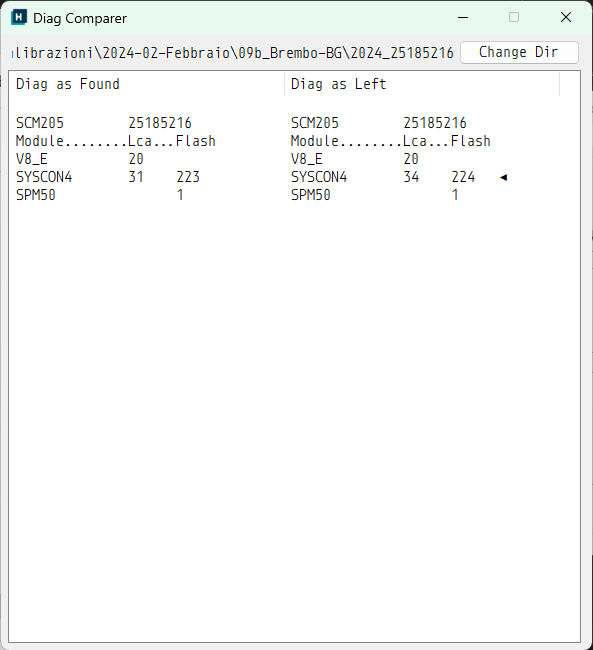 Diag Comparer
alibrazioni\2024-02-Febbraio\09b_Brembo-BG\2024_25185216 Change Dir
Diag as Found Diag as Left
SCM205 25185216 SCM205 25185216
Module........Lca...Flash Module........Lca...Flash
V8_E 20 V8_E 20
SYSCON4 31 223 SYSCON4 34 224 ◄
SPM50 1 SPM50 1